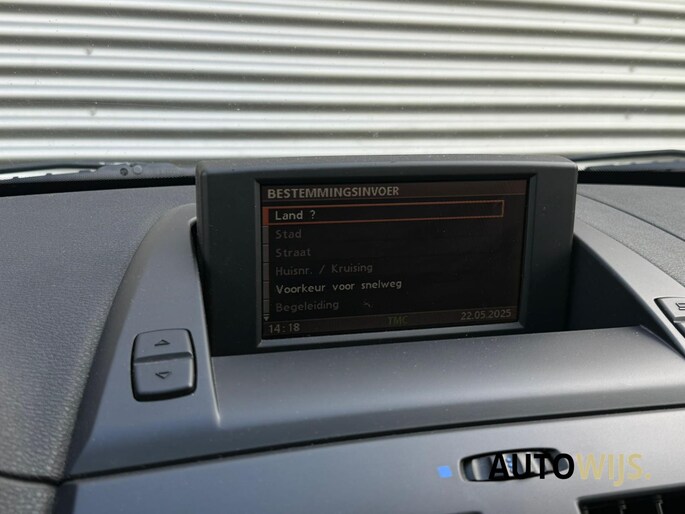 BESTEMMINGSINVOER
Land ?
Stad
Straat
Huisnr. / Kruising
Voorkeur voor snelweg
Begeleiding
14:18 TMC 22.05.2025
AUTOWIJS.